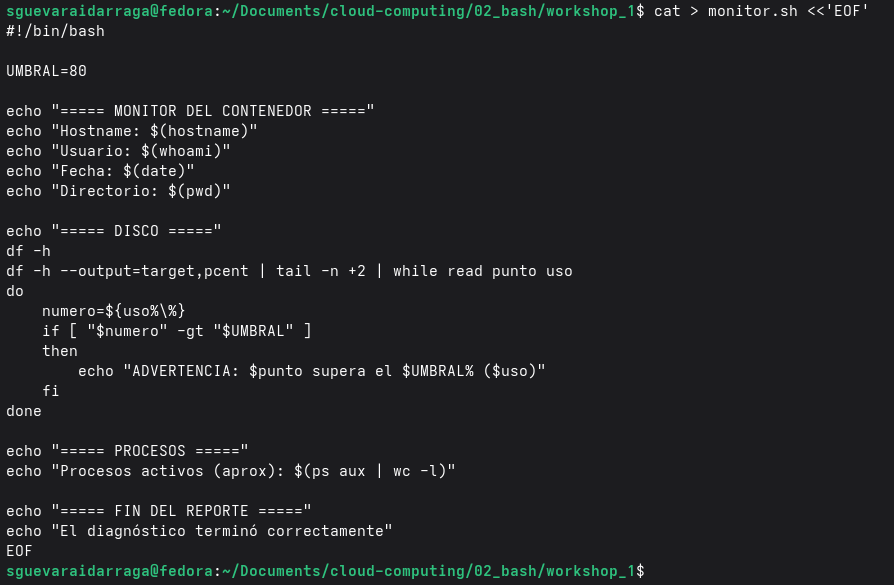 sguevaraidarraga@fedora:~/Documents/cloud-computing/02_bash/workshop_1$ cat > monitor.sh <<'EOF'
#!/bin/bash

UMBRAL=80

echo "===== MONITOR DEL CONTENEDOR ====="
echo "Hostname: $(hostname)"
echo "Usuario: $(whoami)"
echo "Fecha: $(date)"
echo "Directorio: $(pwd)"

echo "===== DISCO ====="
df -h
df -h --output=target,pcent | tail -n +2 | while read punto uso
do
    numero=${uso%\%}
    if [ "$numero" -gt "$UMBRAL" ]
    then
        echo "ADVERTENCIA: $punto supera el $UMBRAL% ($uso)"
    fi
done

echo "===== PROCESOS ====="
echo "Procesos activos (aprox): $(ps aux | wc -l)"

echo "===== FIN DEL REPORTE ====="
echo "El diagnóstico terminó correctamente"
EOF
sguevaraidarraga@fedora:~/Documents/cloud-computing/02_bash/workshop_1$